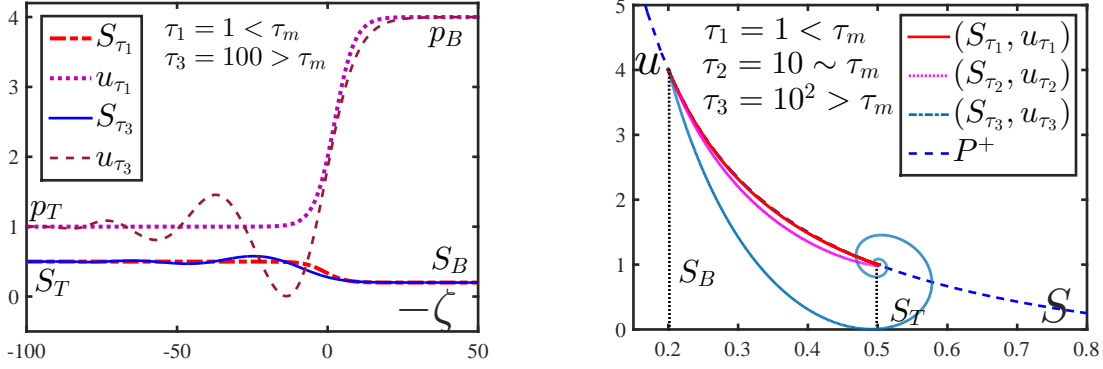 4
3
2
1
0
-100
-50
0
50
S_{τ_1}
u_{τ_1}
S_{τ_3}
u_{τ_3}
τ_1 = 1 < τ_m
τ_3 = 100 > τ_m
p_B
p_T
S_T
S_B
−ζ
5
4
3
2
1
0
0.2
0.3
0.4
0.5
0.6
0.7
0.8
u
τ_1 = 1 < τ_m
τ_2 = 10 ∼ τ_m
τ_3 = 10^2 > τ_m
(S_{τ_1}, u_{τ_1})
(S_{τ_2}, u_{τ_2})
(S_{τ_3}, u_{τ_3})
P^+
S_B
S_T
S